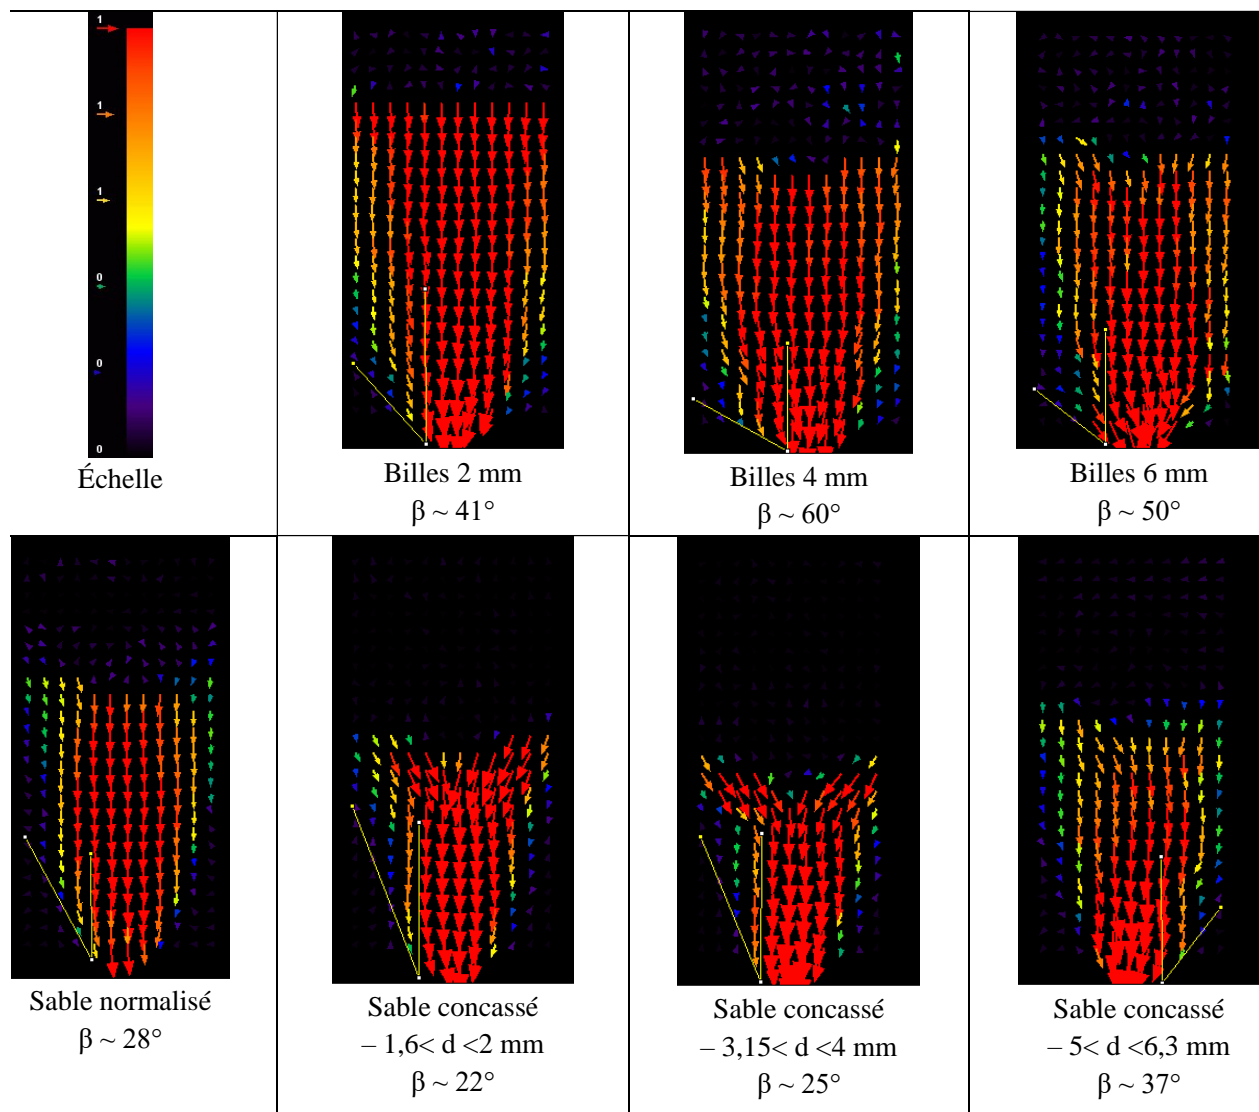 1
1
1
0
0
0
Échelle
Billes 2 mm
β ~ 41°
Billes 4 mm
β ~ 60°
Billes 6 mm
β ~ 50°
Sable normalisé
β ~ 28°
Sable concassé
– 1,6< d <2 mm
β ~ 22°
Sable concassé
– 3,15< d <4 mm
β ~ 25°
Sable concassé
– 5< d <6,3 mm
β ~ 37°